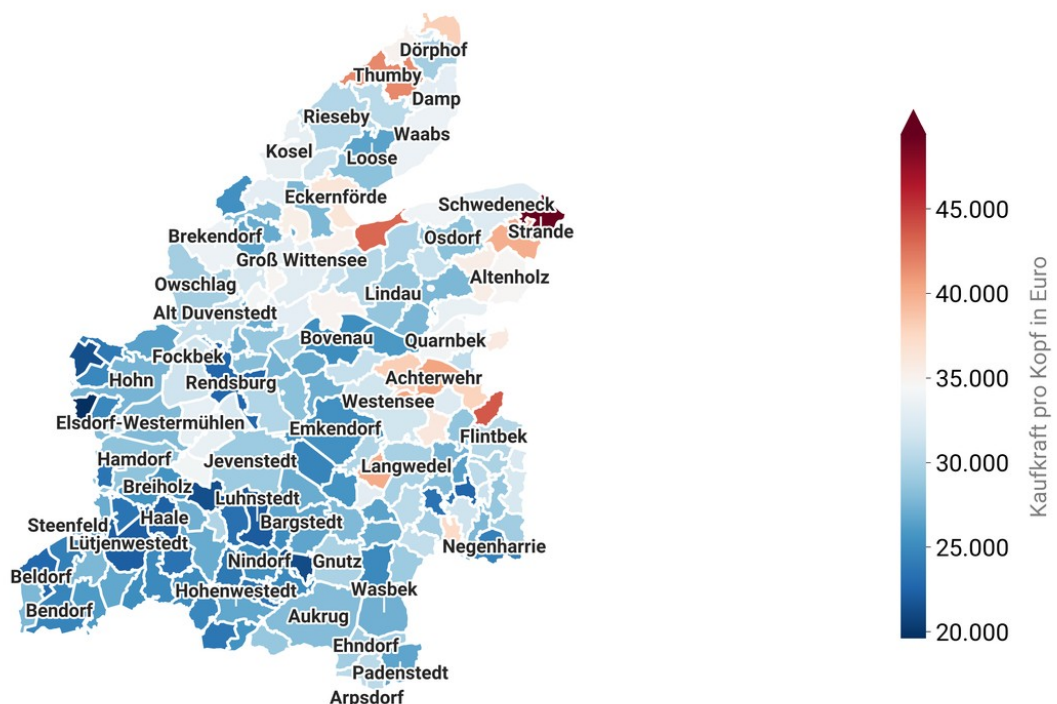 Dörphof
Thumby
Damp
Rieseby
Waabs
Kosel
Loose
Eckernförde
Schwedeneck
Strande
Brekendorf
Osdorf
Groß Wittensee
Altenholz
Owschlag
Lindau
Alt Duvenstedt
Bovenau
Quarnbek
Fockbek
Hohn
Rendsburg
Achterwehr
Westensee
Elsdorf-Westermühlen
Emkendorf
Flintbek
Hamdorf
Jevenstedt
Langwedel
Breiholz
Luhnstedt
Steenfeld
Haale
Bargstedt
Lütjenwestedt
Negenharrie
Nindorf
Gnutz
Beldorf
Hohenwestedt
Wasbek
Bendorf
Aukrug
Ehndorf
Padenstedt
Arpsdorf
45.000
40.000
35.000
30.000
25.000
20.000
Kaufkraft pro Kopf in Euro